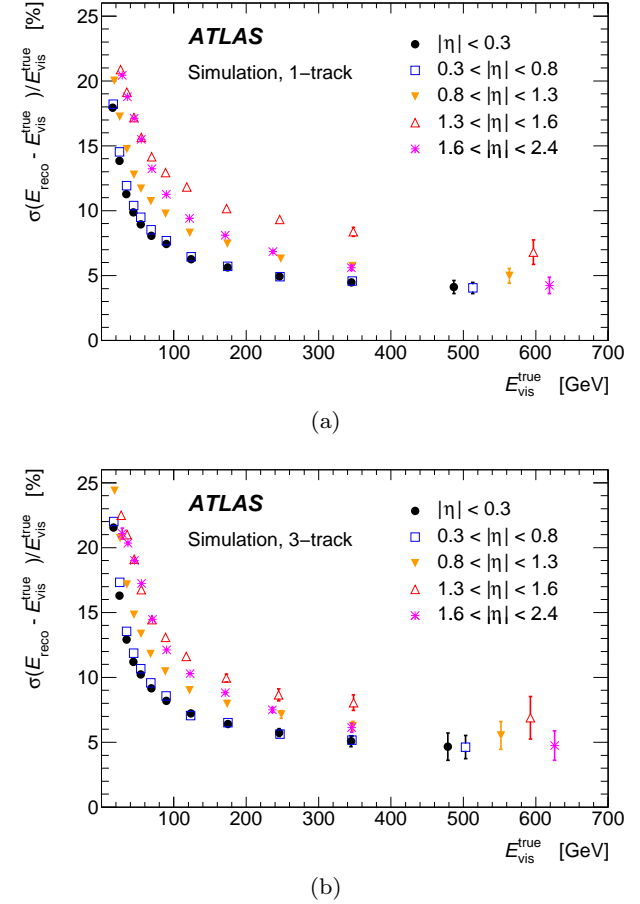 σ(E_reco - E_vis^true)/E_vis^true [%]
25
20
15
10
5
0
ATLAS
Simulation, 1-track
|η| < 0.3
0.3 < |η| < 0.8
0.8 < |η| < 1.3
1.3 < |η| < 1.6
1.6 < |η| < 2.4
100 200 300 400 500 600 700
E_vis^true [GeV]
(a)
σ(E_reco - E_vis^true)/E_vis^true [%]
25
20
15
10
5
0
ATLAS
Simulation, 3-track
|η| < 0.3
0.3 < |η| < 0.8
0.8 < |η| < 1.3
1.3 < |η| < 1.6
1.6 < |η| < 2.4
100 200 300 400 500 600 700
E_vis^true [GeV]
(b)